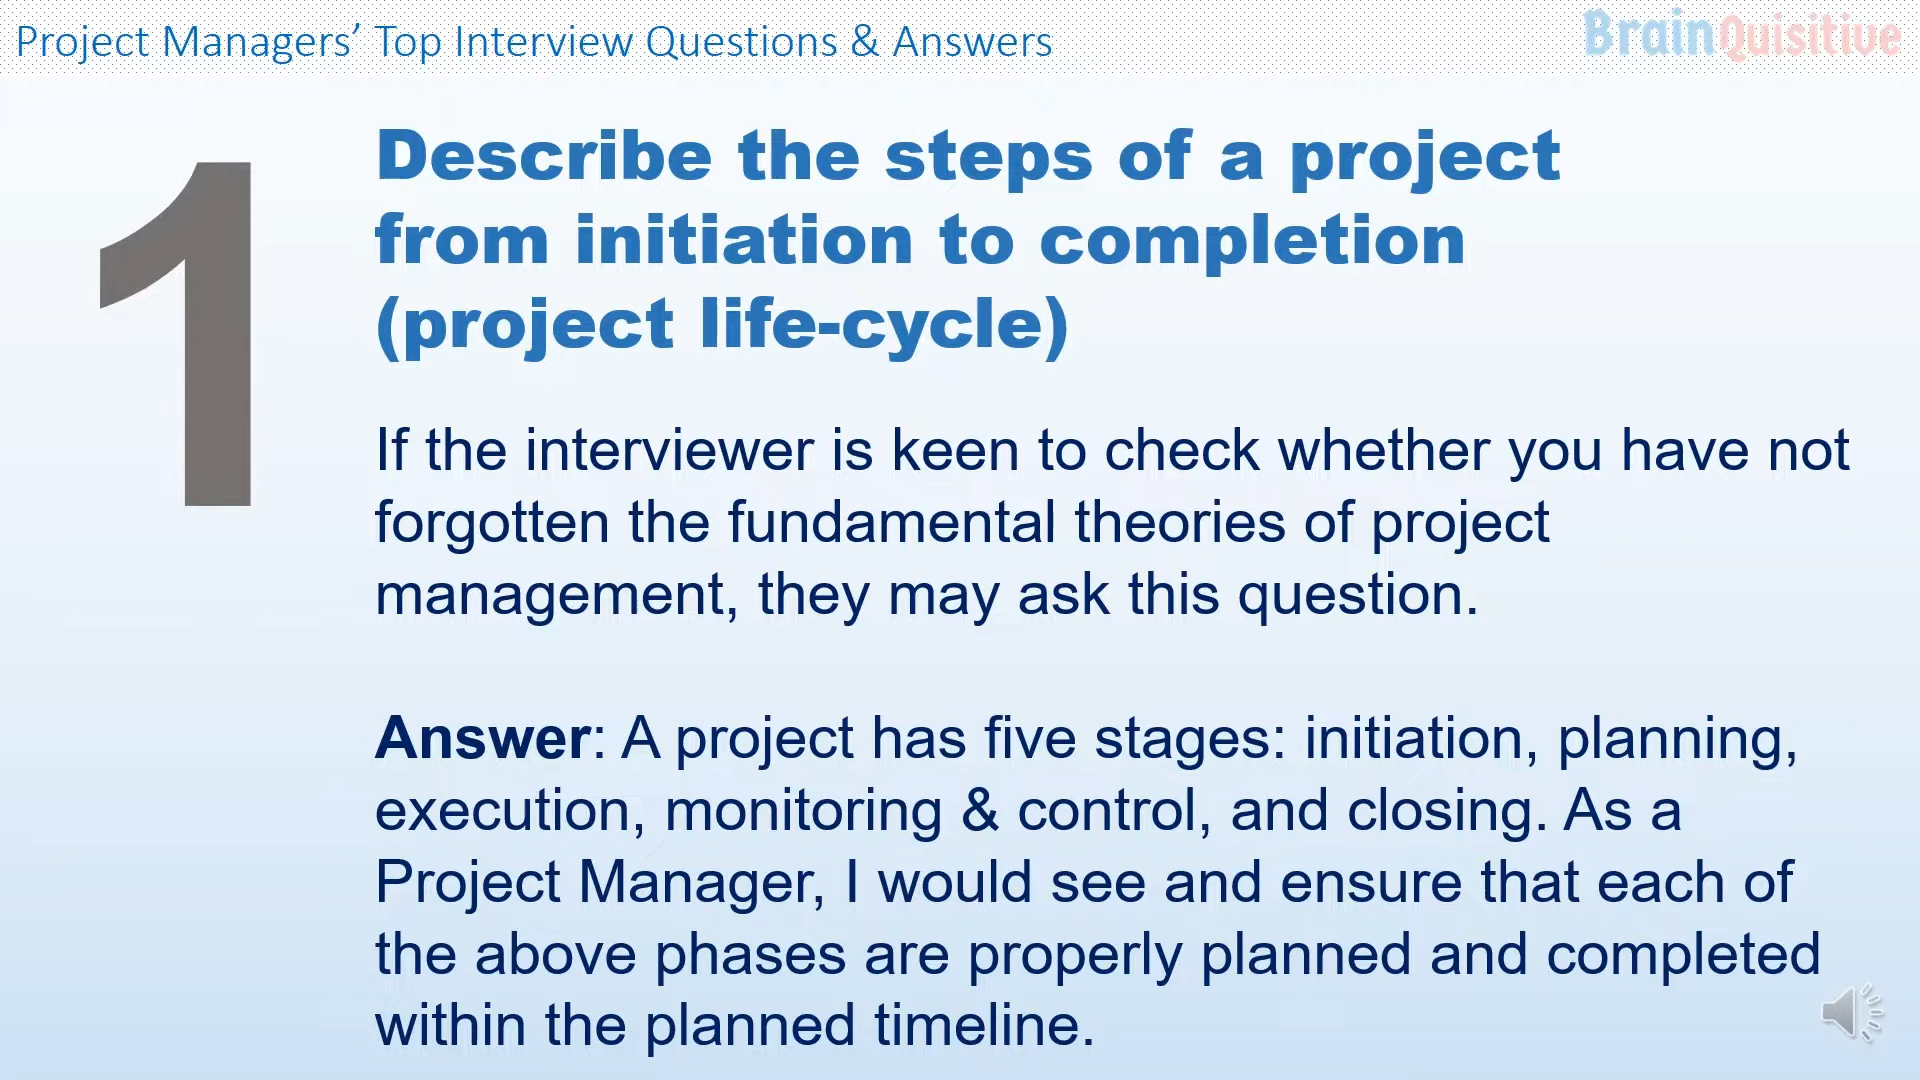 Project Managers’ Top Interview Questions & Answers
BrainQuisitive
1
Describe the steps of a project
from initiation to completion
(project life-cycle)
If the interviewer is keen to check whether you have not
forgotten the fundamental theories of project
management, they may ask this question.
Answer: A project has five stages: initiation, planning,
execution, monitoring & control, and closing. As a
Project Manager, I would see and ensure that each of
the above phases are properly planned and completed
within the planned timeline.